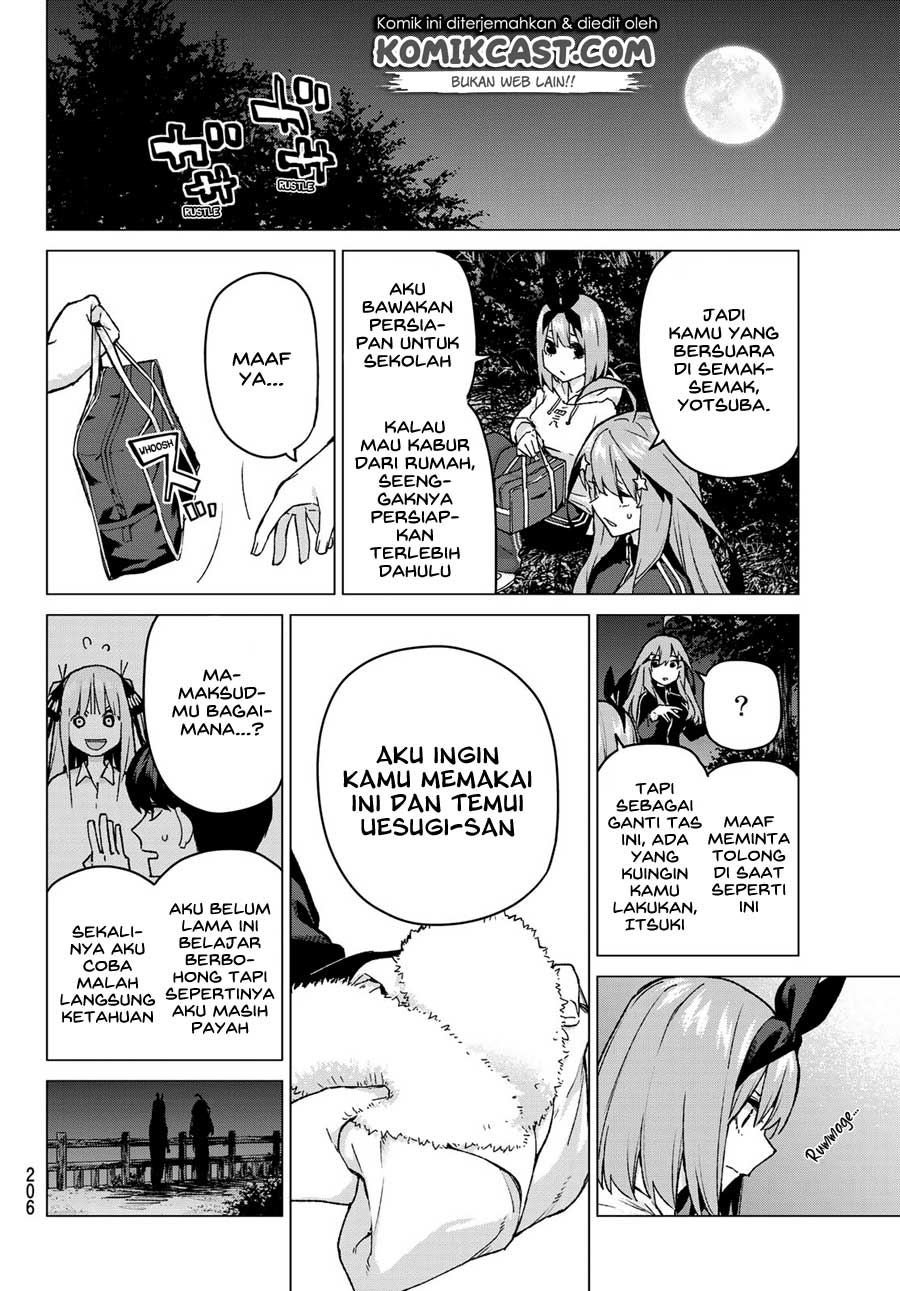 Komik ini diterjemahkan & diedit oleh
KOMIKCAST.COM
BUKAN WEB LAIN!!
ガサ
RUSTLE
ガサ
RUSTLE
JADI
KAMU YANG
BERSUARA
DI SEMAK-
SEMAK,
YOTSUBA.
AKU
BAWAKAN
PERSIA-
PAN UNTUK
SEKOLAH
KALAU
MAU KABUR
DARI RUMAH,
SEENG-
GAKNYA
PERSIAP-
KAN
TERLEBIH
DAHULU
MAAF
YA...
WHOOSH
?
MAAF
MEMINTA
TOLONG
DI SAAT
SEPERTI
INI
TAPI
SEBAGAI
GANTI TAS
INI, ADA
YANG
KUINGIN
KAMU
LAKUKAN,
ITSUKI
Rummage...
AKU INGIN
KAMU MEMAKAI
INI DAN TEMUI
UESUGI-SAN
MA-
MAKSUD-
MU BAGAI-
MANA...?
AKU BELUM
LAMA INI
BELAJAR
BERBO-
HONG TAPI
SEPERTINYA
AKU MASIH
PAYAH
SEKALI-
NYA AKU
COBA
MALAH
LANGSUNG
KETAHUAN
206